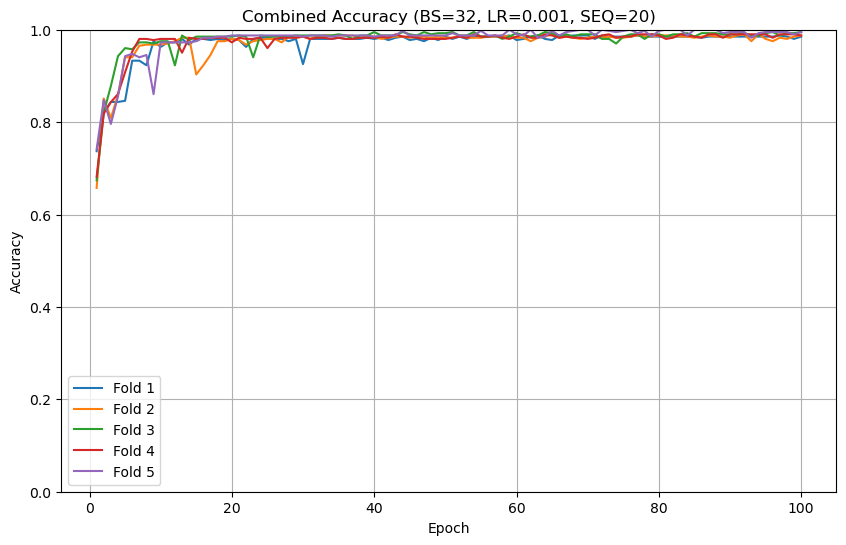 Combined Accuracy (BS=32, LR=0.001, SEQ=20)
1.0
0.8
0.6
0.4
0.2
0.0
Accuracy
Fold 1
Fold 2
Fold 3
Fold 4
Fold 5
0 20 40 60 80 100
Epoch